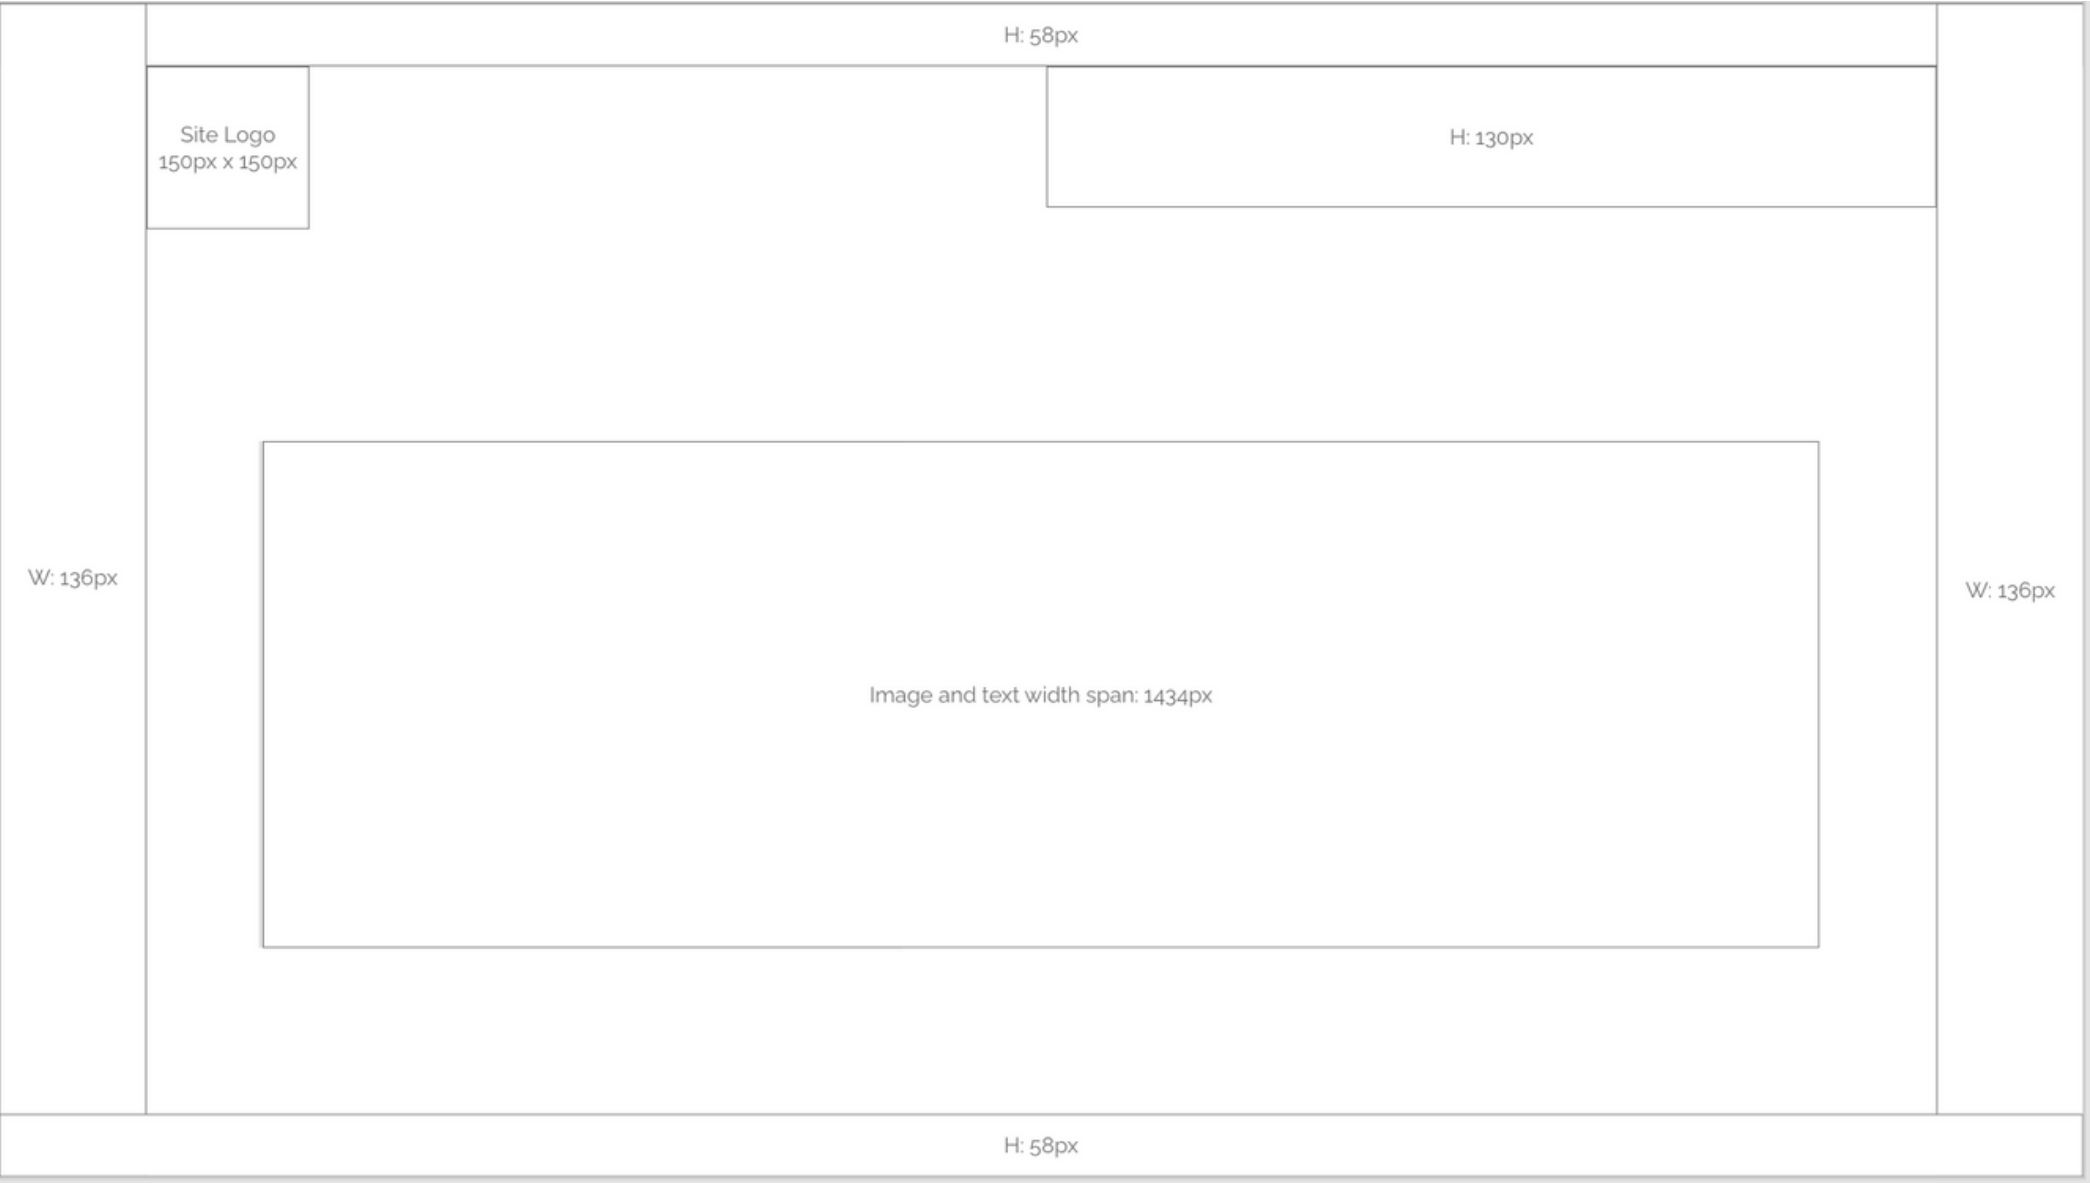 H: 58px
Site Logo
150px x 150px
H: 130px
W: 136px
W: 136px
Image and text width span: 1434px
H: 58px